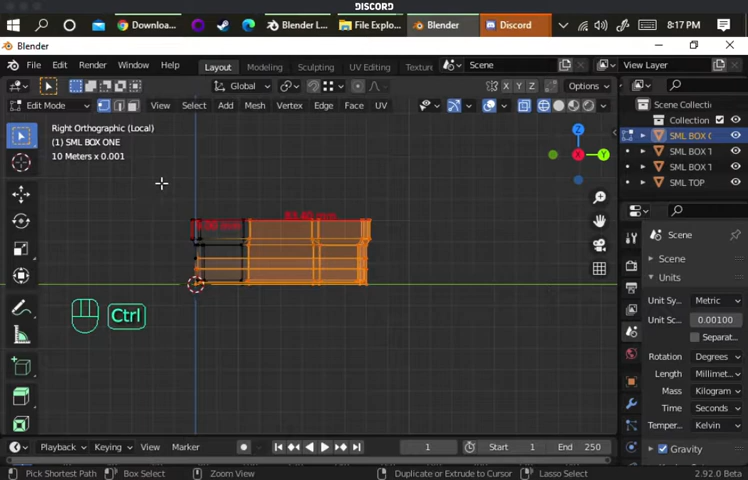 DISCORD
Downloa...
Blender L...
File Explo...
Blender
Discord
8:17 PM
Blender
File Edit Render Window Help Layout Modeling Sculpting UV Editing Textur Scene View Layer
Global Options
Edit Mode View Select Add Mesh Vertex Edge Face UV
X Y Z
Right Orthographic (Local)
(1) SML BOX ONE
10 Meters x 0.001
Scene Collection
Collection
SML BOX O
SML BOX T
SML BOX T
SML TOP
Z
X
Y
Ctrl
Scene
Scene
Units
Unit Sy... Metric
Unit Sc... 0.00100
Separat...
Rotation Degrees
Length Millimet...
Mass Kilogram
Time Seconds
Temper... Kelvin
Gravity
Playback Keying View Marker 1 Start 1 End 250
Pick Shortest Path Box Select Zoom View Duplicate or Extrude to Cursor Lasso Select 2.92.0 Beta